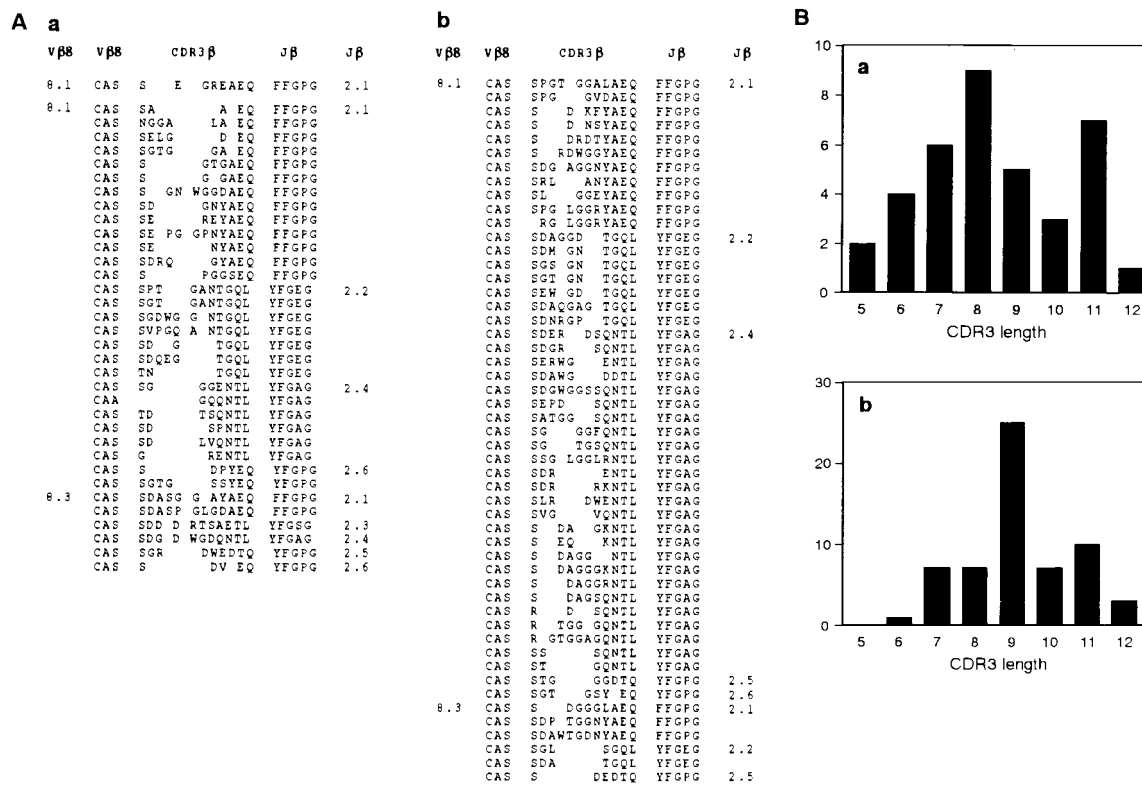 A a
Vβ8 Vβ8 CDR3β Jβ Jβ
8.1 CAS S E GREAEQ FFGPG 2.1
8.1 CAS SA A EQ FFGPG 2.1
CAS NGGA LA EQ FFGPG
CAS SELG D EQ FFGPG
CAS SGTG GA EQ FFGPG
CAS S GTGAEQ FFGPG
CAS S G GAEQ FFGPG
CAS S GN WGGDAEQ FFGPG
CAS SD GNYAEQ FFGPG
CAS SE REYAEQ FFGPG
CAS SE PG GPNYAEQ FFGPG
CAS SE NYAEQ FFGPG
CAS SDRQ GYAEQ FFGPG
CAS S PGGSEQ FFGPG
CAS SPT GANTGQL YFGEG 2.2
CAS SGT GANTGQL YFGEG
CAS SGDWG G NTGQL YFGEG
CAS SVPGQ A NTGQL YFGEG
CAS SD G TGQL YFGEG
CAS SDQEG TGQL YFGEG
CAS TN TGQL YFGEG
CAS SG GGENTL YFGAG 2.4
CAA GQQNTL YFGAG
CAS TD TSQNTL YFGAG
CAS SD SPNTL YFGAG
CAS SD LVQNTL YFGAG
CAS G RENTL YFGAG
CAS S DPYEQ YFGPG 2.6
CAS SGTG SSYEQ YFGPG
8.3 CAS SDASG G AYAEQ FFGPG 2.1
CAS SDASP GLGDAEQ FFGPG
CAS SDD D RTSAETL YFGSG 2.3
CAS SDG D WGDQNTL YFGAG 2.4
CAS SGR DWEDTQ YFGPG 2.5
CAS S DV EQ YFGPG 2.6
b
Vβ8 Vβ8 CDR3β Jβ Jβ
8.1 CAS SPGT GGALAEQ FFGPG 2.1
CAS SPG GVDAEQ FFGPG
CAS S D KFYAEQ FFGPG
CAS S D NSYAEQ FFGPG
CAS S DRDTYAEQ FFGPG
CAS S RDWGGYAEQ FFGPG
CAS SDG AGGNYAEQ FFGPG
CAS SRL ANYAEQ FFGPG
CAS SL GGEYAEQ FFGPG
CAS SPG LGGRYAEQ FFGPG
CAS RG LGGRYAEQ FFGPG
CAS SDAGGD TGQL YFGEG 2.2
CAS SDM GN TGQL YFGEG
CAS SGS GN TGQL YFGEG
CAS SGT GN TGQL YFGEG
CAS SEW GD TGQL YFGEG
CAS SDAQGAG TGQL YFGEG
CAS SDNRGP TGQL YFGEG
CAS SDER DSQNTL YFGAG 2.4
CAS SDGR SQNTL YFGAG
CAS SERWG ENTL YFGAG
CAS SDAWG DDTL YFGAG
CAS SDGWGGSSQNTL YFGAG
CAS SEPD SQNTL YFGAG
CAS SATGG SQNTL YFGAG
CAS SG GGFQNTL YFGAG
CAS SG TGSQNTL YFGAG
CAS SSG LGGLRNTL YFGAG
CAS SDR ENTL YFGAG
CAS SDR RKNTL YFGAG
CAS SLR DWENTL YFGAG
CAS SVG VQNTL YFGAG
CAS S DA GKNTL YFGAG
CAS S EQ KNTL YFGAG
CAS S DAGG NTL YFGAG
CAS S DAGGGKNTL YFGAG
CAS S DAGGRNTL YFGAG
CAS S DAGSQNTL YFGAG
CAS R D SQNTL YFGAG
CAS R TGG GQNTL YFGAG
CAS R GTGGAGQNTL YFGAG
CAS SS SQNTL YFGAG
CAS ST GQNTL YFGAG
CAS STG GGDTQ YFGPG 2.5
CAS SGT GSY EQ YFGPG 2.6
8.3 CAS S DGGGLAEQ FFGPG 2.1
CAS SDP TGGNYAEQ FFGPG
CAS SDAWTGDNYAEQ FFGPG
CAS SGL SGQL YFGEG 2.2
CAS SDA TGQL YFGEG
CAS S DEDTQ YFGPG 2.5
B
a
10
8
6
4
2
0
5 6 7 8 9 10 11 12
CDR3 length
b
30
20
10
0
5 6 7 8 9 10 11 12
CDR3 length